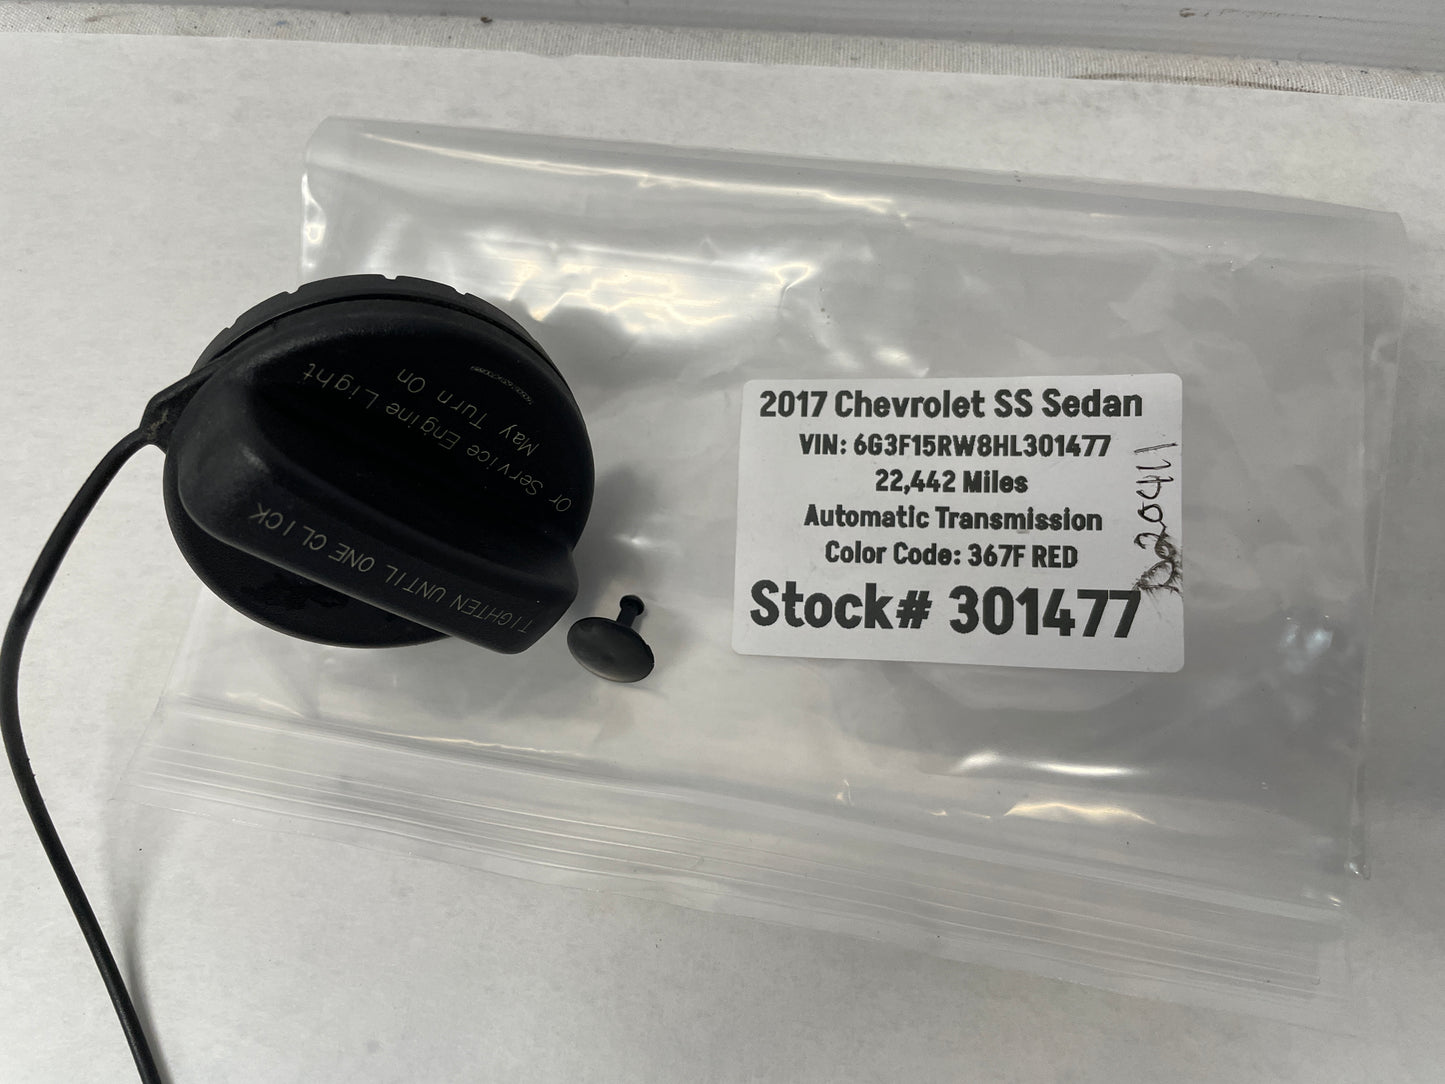 or Service Engine Light
May Turn On
TIGHTEN UNTIL ONE CLICK
2017 Chevrolet SS Sedan
VIN: 6G3F15RW8HL301477
22,442 Miles
Automatic Transmission
Color Code: 367F RED
Stock# 301477